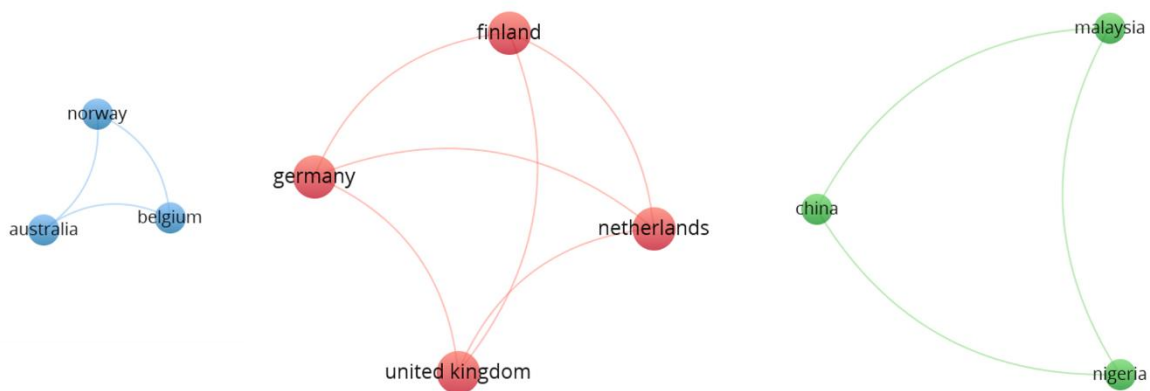 norway
australia
belgium
finland
germany
netherlands
united kingdom
malaysia
china
nigeria